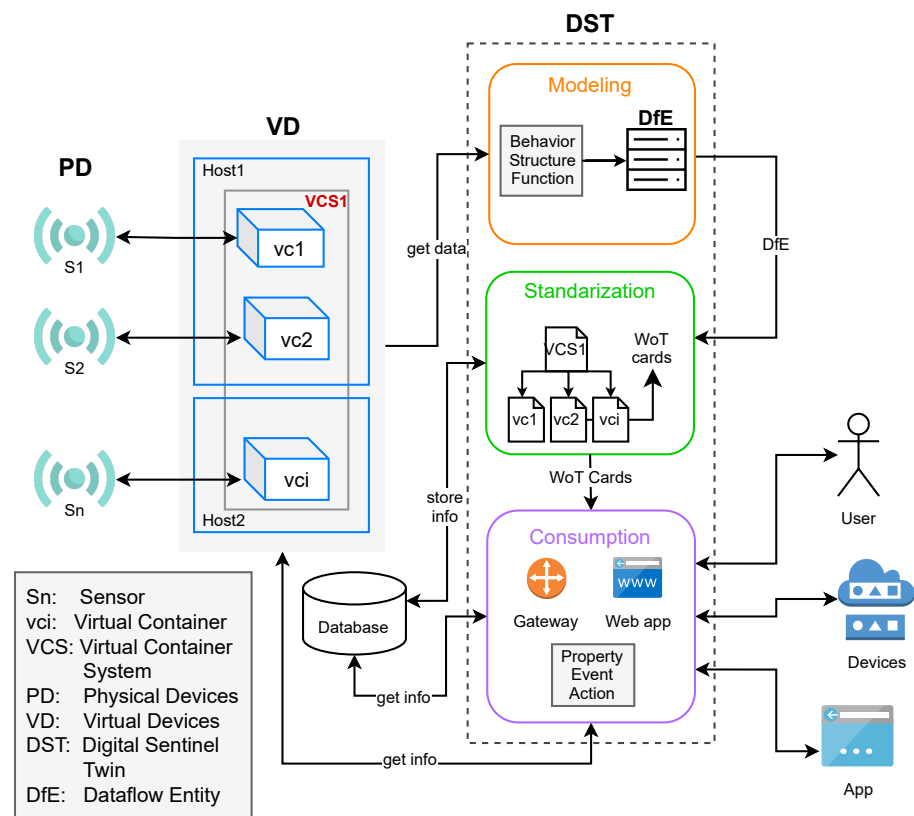 DST
Modeling
DfE
Behavior
Structure
Function
VD
PD
Host1
VCS1
vc1
S1
get data
DfE
vc2
S2
Standarization
VCS1
WoT
cards
vc1
vc2
vci
vci
Sn
Host2
WoT Cards
store
info
User
Consumption
www
Gateway
Web app
Database
Property
Event
Action
Devices
get info
get info
App
Sn: Sensor
vci: Virtual Container
VCS: Virtual Container
System
PD: Physical Devices
VD: Virtual Devices
DST: Digital Sentinel
Twin
DfE: Dataflow Entity